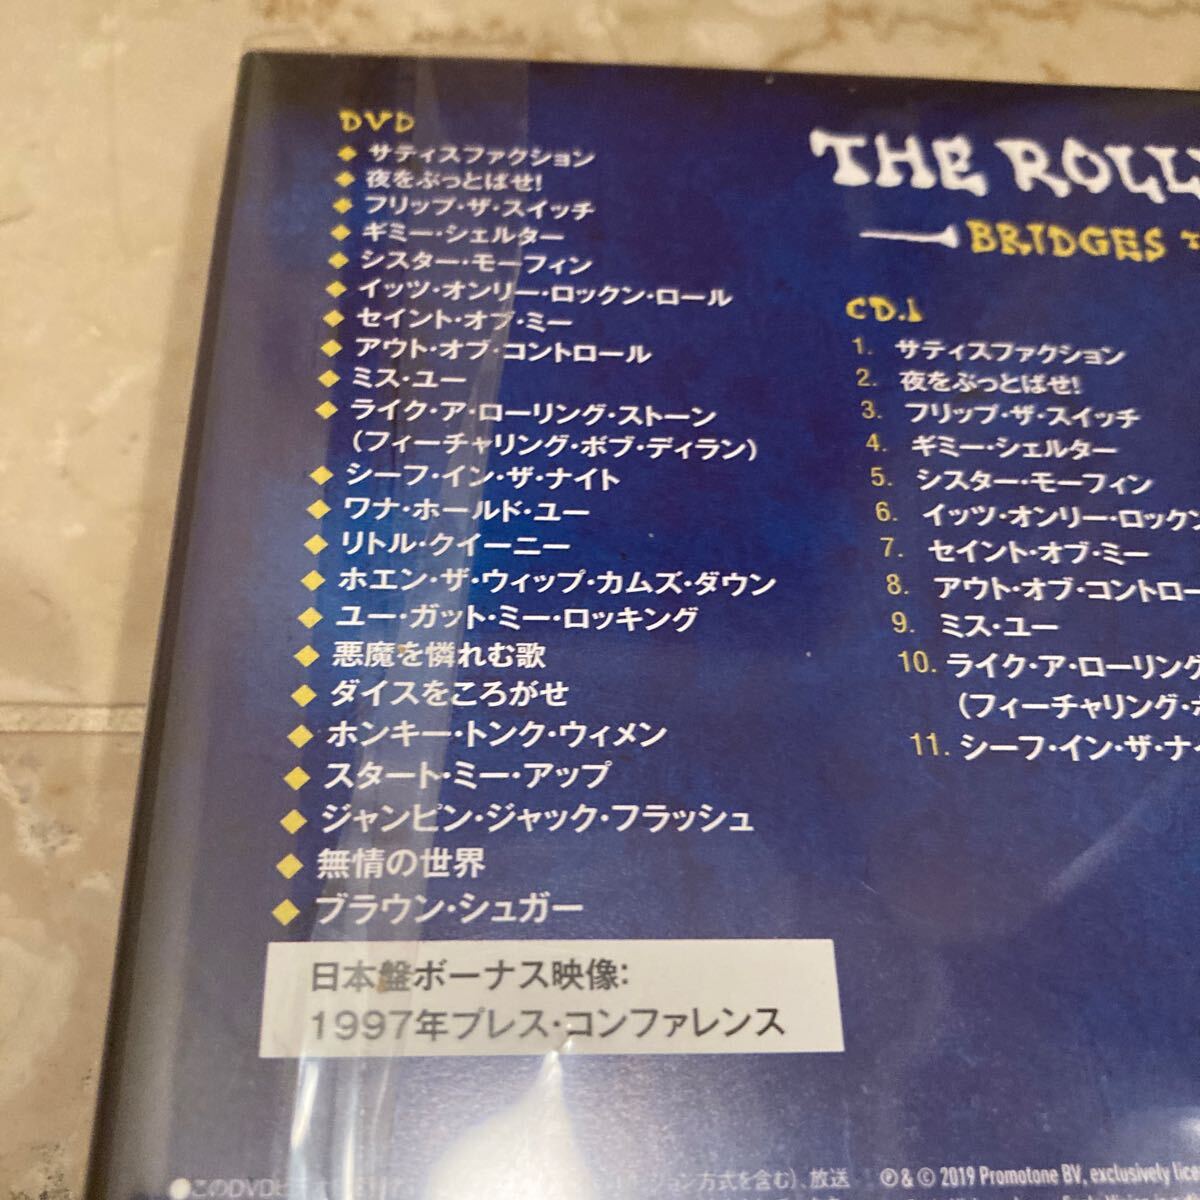 DVD
◆ サティスファクション
◆ 夜をぶっとばせ!
◆ フリップ・ザ・スイッチ
◆ ギミー・シェルター
◆ シスター・モーフィン
◆ イッツ・オンリー・ロックン・ロール
◆ セイント・オブ・ミー
◆ アウト・オブ・コントロール
◆ ミス・ユー
◆ ライク・ア・ローリング・ストーン
(フィーチャリング・ボブ・ディラン)
◆ シーフ・イン・ザ・ナイト
◆ ワナ・ホールド・ユー
◆ リトル・クイーニー
◆ ホエン・ザ・ウィップ・カムズ・ダウン
◆ ユー・ガット・ミー・ロッキング
◆ 悪魔を憐れむ歌
◆ ダイスをころがせ
◆ ホンキー・トンク・ウィメン
◆ スタート・ミー・アップ
◆ ジャンピン・ジャック・フラッシュ
◆ 無情の世界
◆ ブラウン・シュガー
日本盤ボーナス映像:
1997年プレス・コンファレンス
THE ROLL
BRIDGES T
CD.1
1. サティスファクション
2. 夜をぶっとばせ!
3. フリップ・ザ・スイッチ
4. ギミー・シェルター
5. シスター・モーフィン
6. イッツ・オンリー・ロックン
7. セイント・オブ・ミー
8. アウト・オブ・コントロー
9. ミス・ユー
10. ライク・ア・ローリング
(フィーチャリング・ボ
11. シーフ・イン・ザ・ナイ
●このDVDビ ション方式を含む)、放送
℗ & © 2019 Promotone BV, exclusively lice